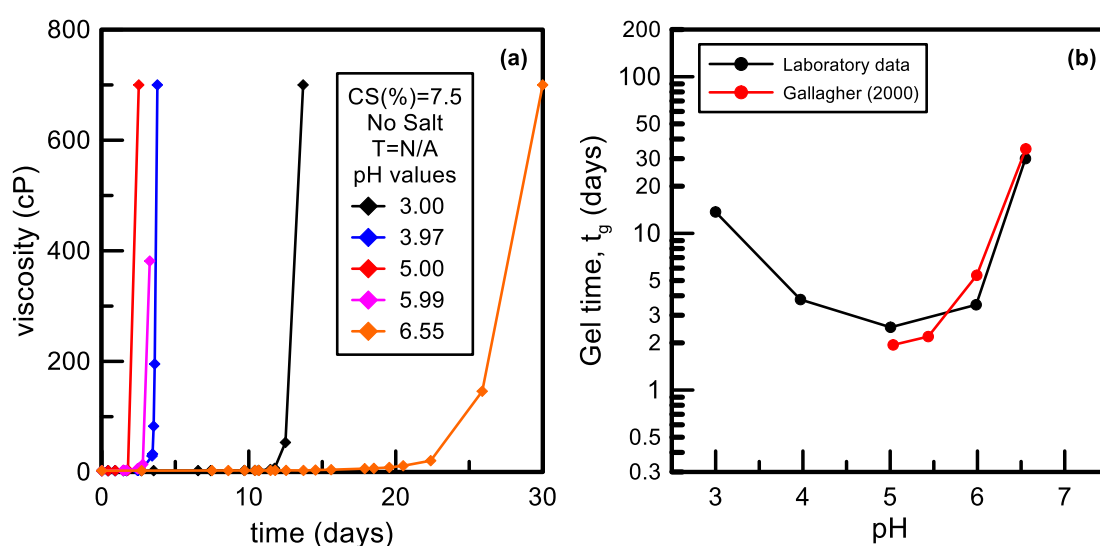 800
600
400
200
0
viscosity (cP)
0
10
20
30
time (days)
(a)
CS(%)=7.5
No Salt
T=N/A
pH values
3.00
3.97
5.00
5.99
6.55
200
100
50
30
20
10
5
3
2
1
0.5
0.3
Gel time, tg (days)
3
4
5
6
7
pH
(b)
Laboratory data
Gallagher (2000)